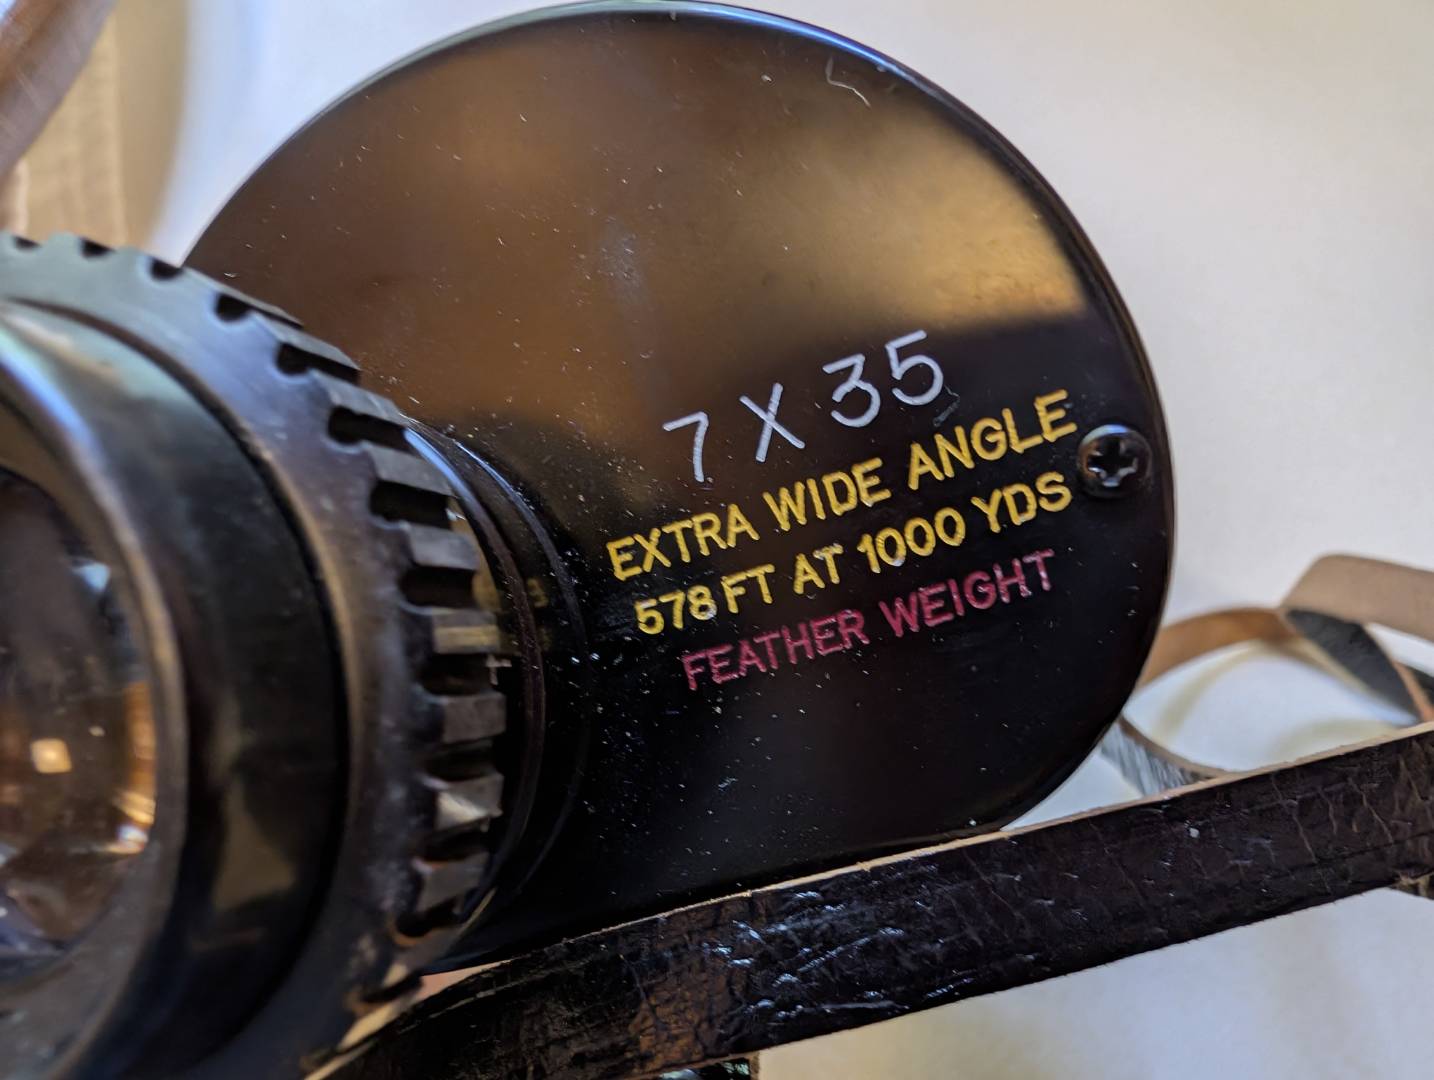 7 X 35
EXTRA WIDE ANGLE
578 FT AT 1000 YDS
FEATHER WEIGHT